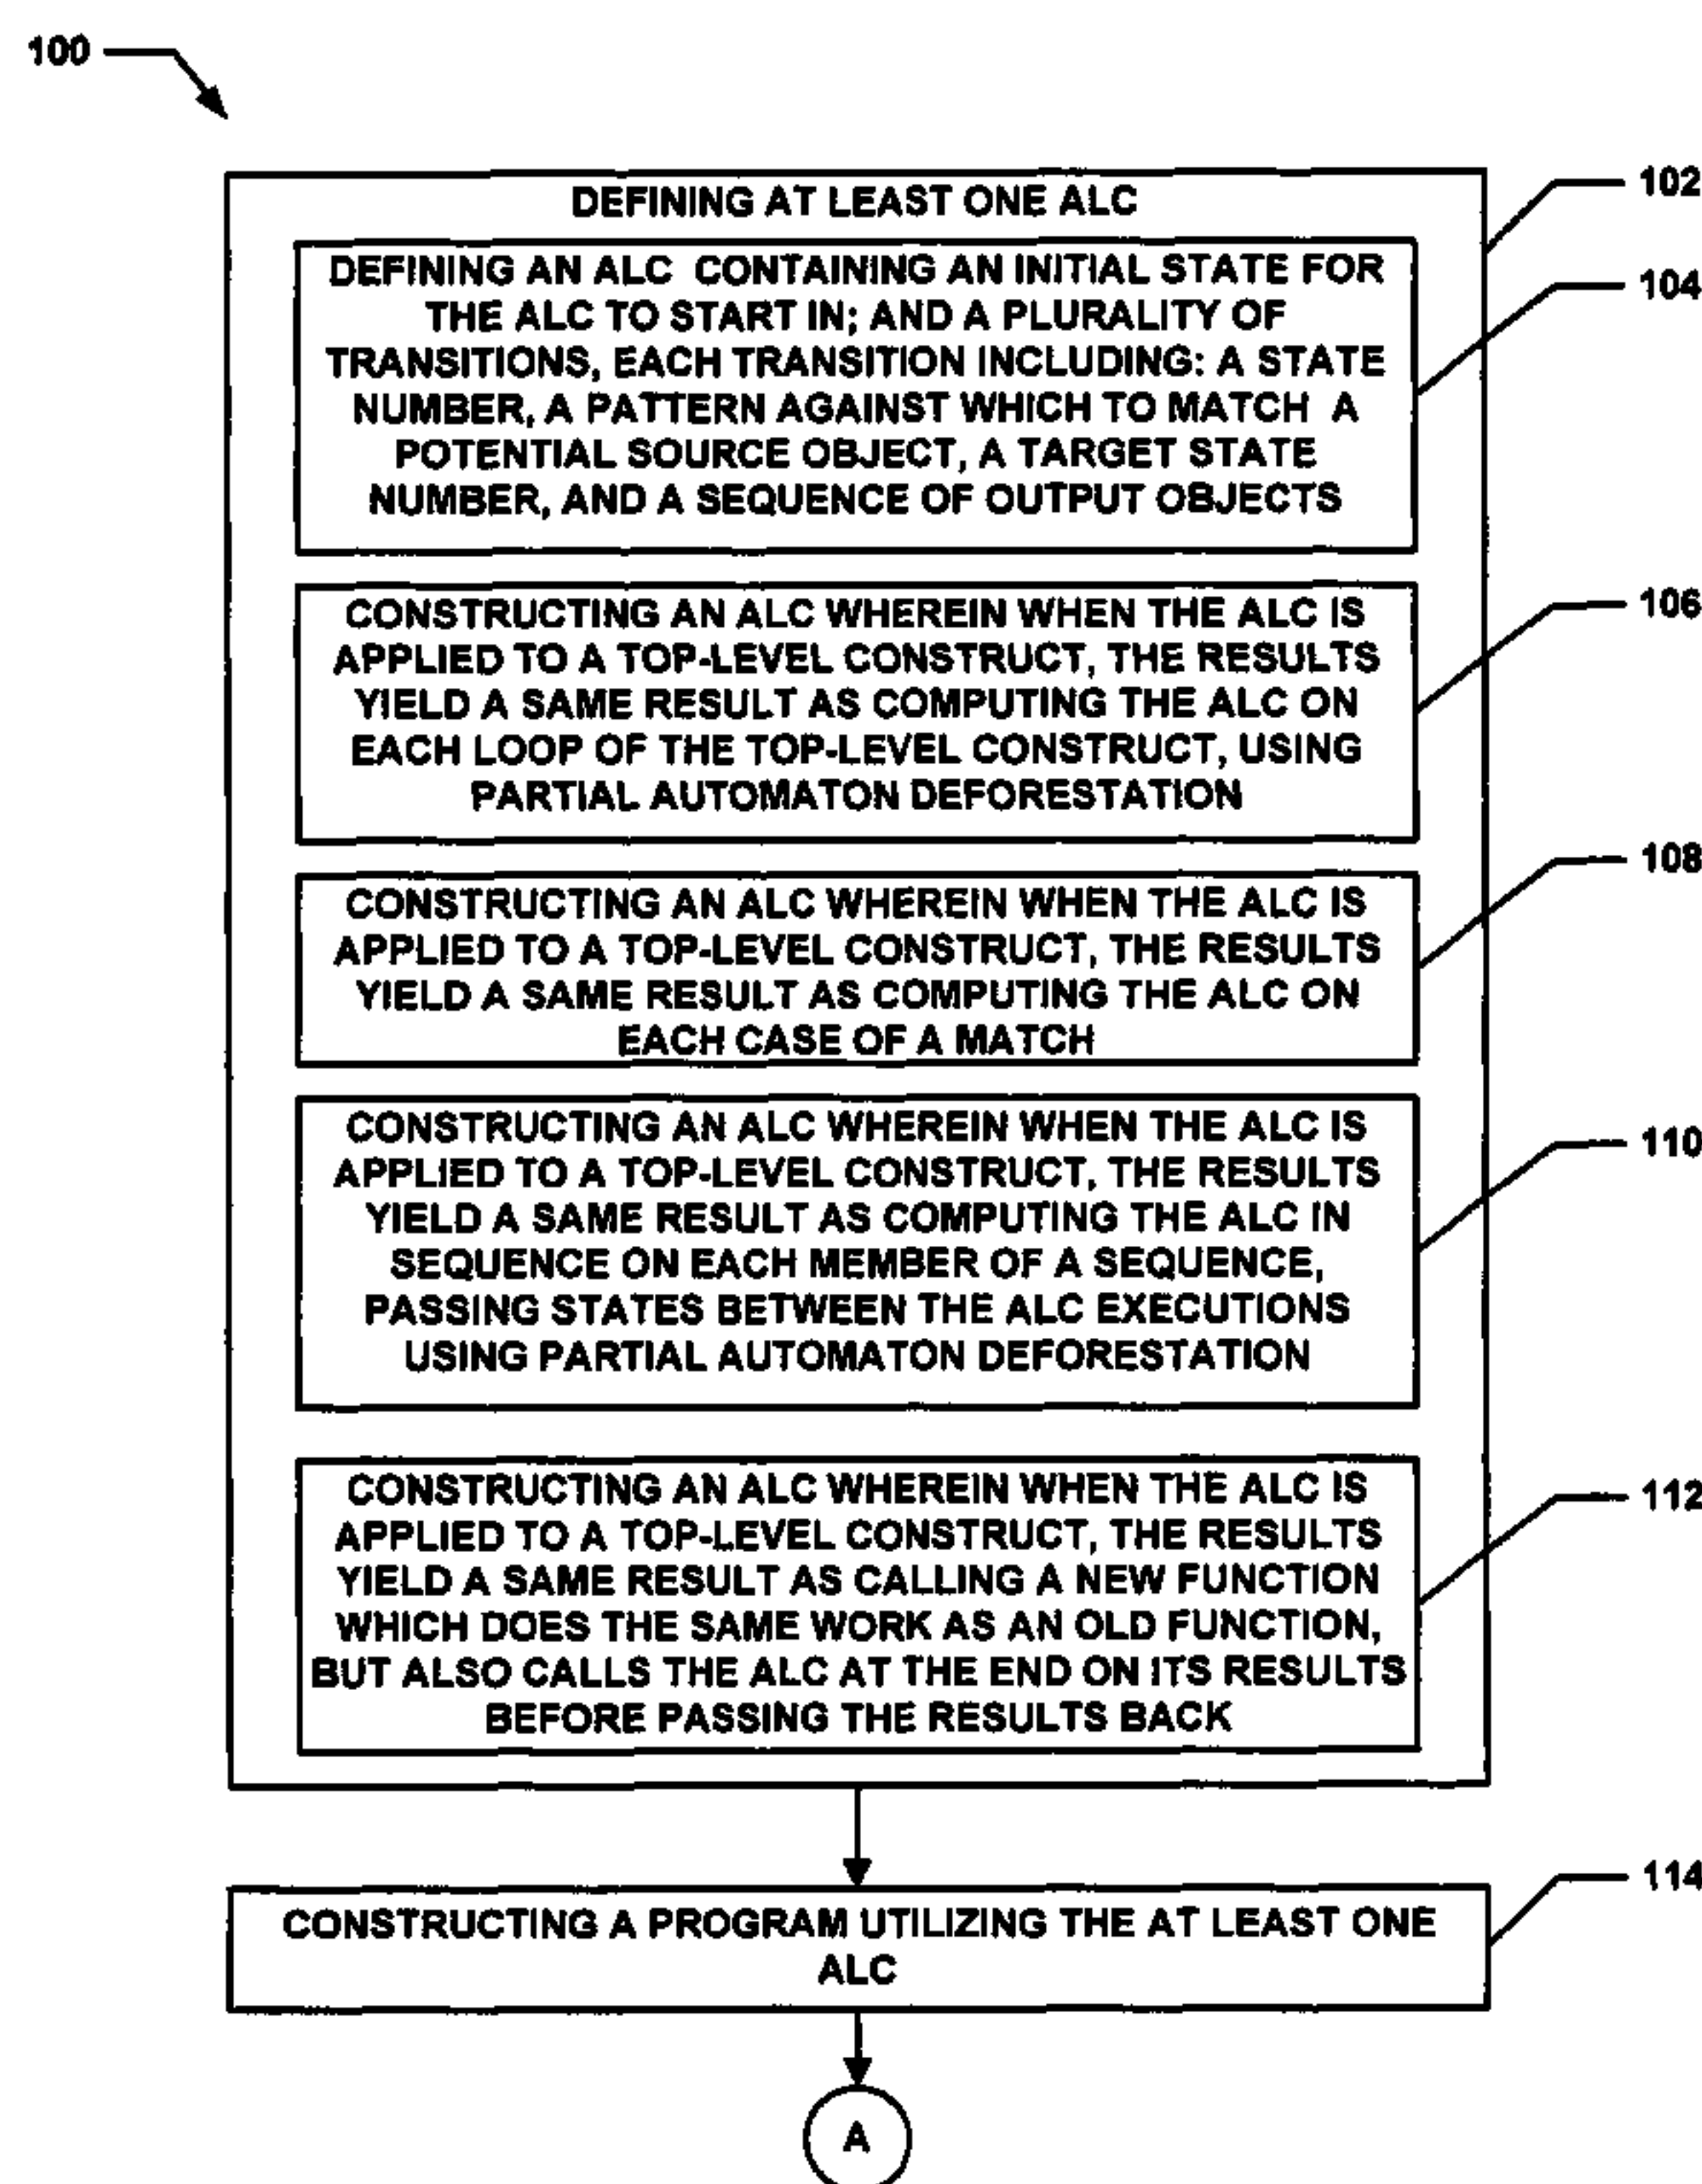 100
102
DEFINING AT LEAST ONE ALC
104
DEFINING AN ALC CONTAINING AN INITIAL STATE FOR
THE ALC TO START IN; AND A PLURALITY OF
TRANSITIONS, EACH TRANSITION INCLUDING: A STATE
NUMBER, A PATTERN AGAINST WHICH TO MATCH A
POTENTIAL SOURCE OBJECT, A TARGET STATE
NUMBER, AND A SEQUENCE OF OUTPUT OBJECTS
106
CONSTRUCTING AN ALC WHEREIN WHEN THE ALC IS
APPLIED TO A TOP-LEVEL CONSTRUCT, THE RESULTS
YIELD A SAME RESULT AS COMPUTING THE ALC ON
EACH LOOP OF THE TOP-LEVEL CONSTRUCT, USING
PARTIAL AUTOMATON DEFORESTATION
108
CONSTRUCTING AN ALC WHEREIN WHEN THE ALC IS
APPLIED TO A TOP-LEVEL CONSTRUCT, THE RESULTS
YIELD A SAME RESULT AS COMPUTING THE ALC ON
EACH CASE OF A MATCH
110
CONSTRUCTING AN ALC WHEREIN WHEN THE ALC IS
APPLIED TO A TOP-LEVEL CONSTRUCT, THE RESULTS
YIELD A SAME RESULT AS COMPUTING THE ALC IN
SEQUENCE ON EACH MEMBER OF A SEQUENCE,
PASSING STATES BETWEEN THE ALC EXECUTIONS
USING PARTIAL AUTOMATON DEFORESTATION
112
CONSTRUCTING AN ALC WHEREIN WHEN THE ALC IS
APPLIED TO A TOP-LEVEL CONSTRUCT, THE RESULTS
YIELD A SAME RESULT AS CALLING A NEW FUNCTION
WHICH DOES THE SAME WORK AS AN OLD FUNCTION,
BUT ALSO CALLS THE ALC AT THE END ON ITS RESULTS
BEFORE PASSING THE RESULTS BACK
114
CONSTRUCTING A PROGRAM UTILIZING THE AT LEAST ONE
ALC
A